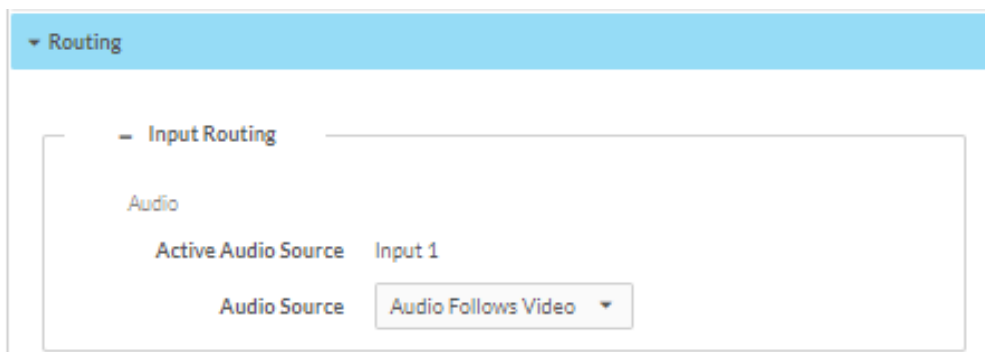 Routing
Input Routing
Audio
Active Audio Source Input 1
Audio Source Audio Follows Video